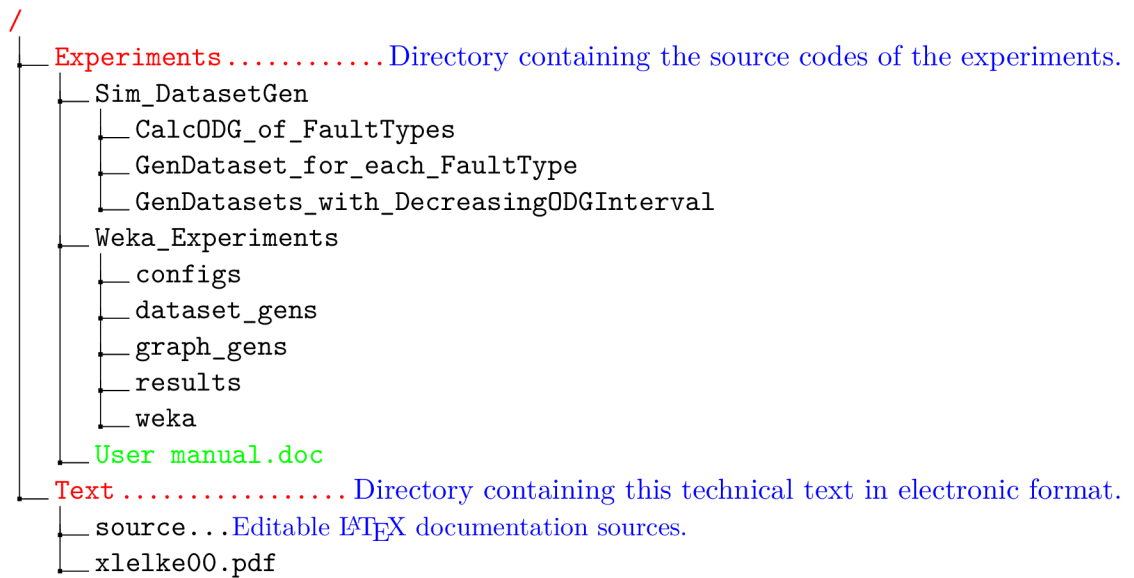 /
Experiments............Directory containing the source codes of the experiments.
Sim_DatasetGen
CalcODG_of_FaultTypes
GenDataset_for_each_FaultType
GenDatasets_with_DecreasingODGInterval
Weka_Experiments
configs
dataset_gens
graph_gens
results
weka
User manual.doc
Text.................Directory containing this technical text in electronic format.
source...Editable LATEX documentation sources.
xlelke00.pdf